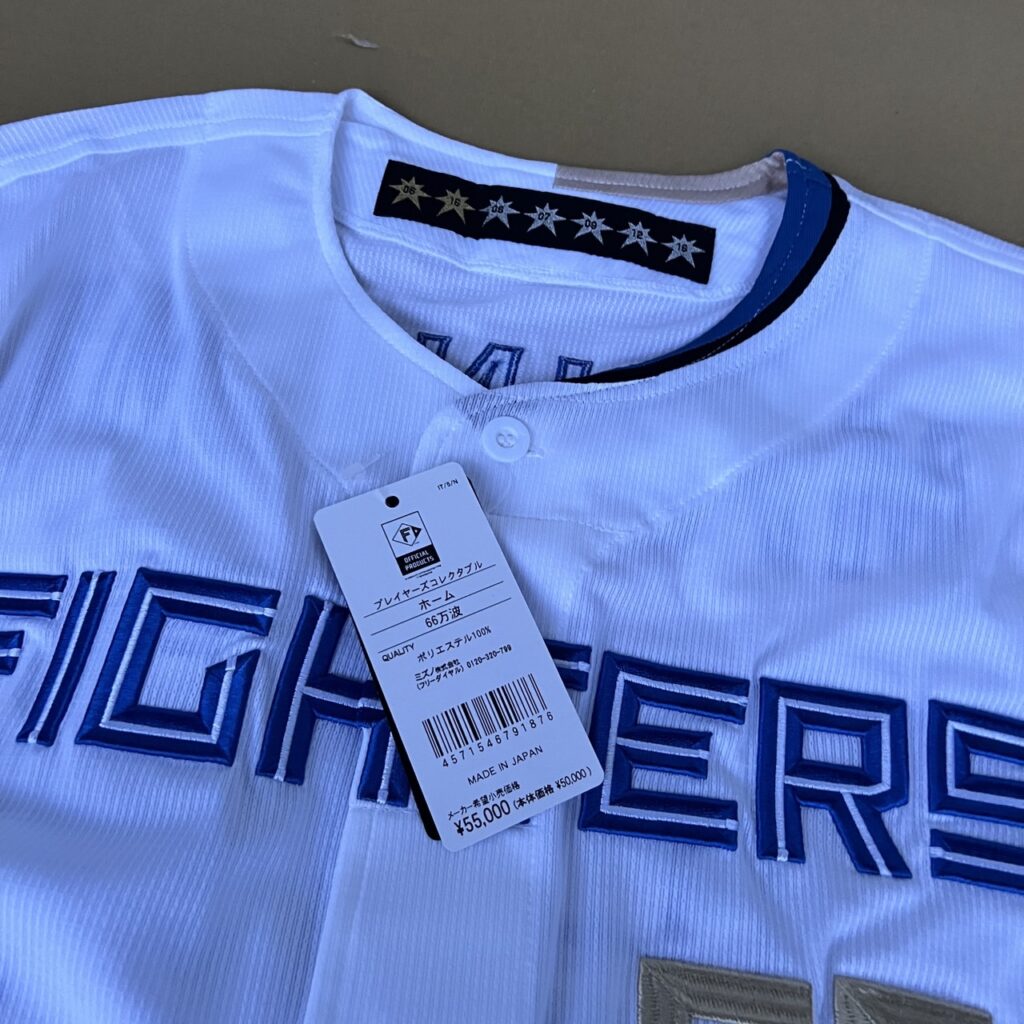 06 16 06 07 09 12 16
FIGHTERS
1T/S/N
F
OFFICIAL
PRODUCTS
プレイヤーズコレクタブル
ホーム
66万波
QUALITY
ポリエステル100%
ミズノ株式会社
(フリーダイヤル) 0120-320-799
4571546791876
MADE IN JAPAN
メーカー希望小売価格
¥55,000 (本体価格 ¥50,000)